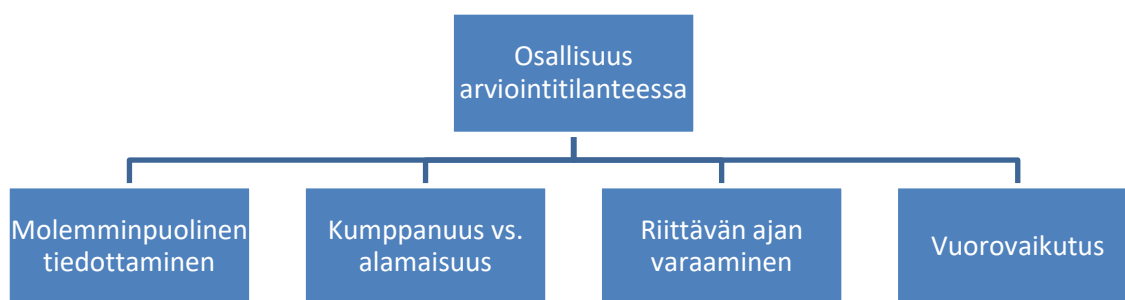 Osallisuus
arviointitilanteessa
Molemminpuolinen
tiedottaminen
Kumppanuus vs.
alamaisuus
Riittävän ajan
varaaminen
Vuorovaikutus